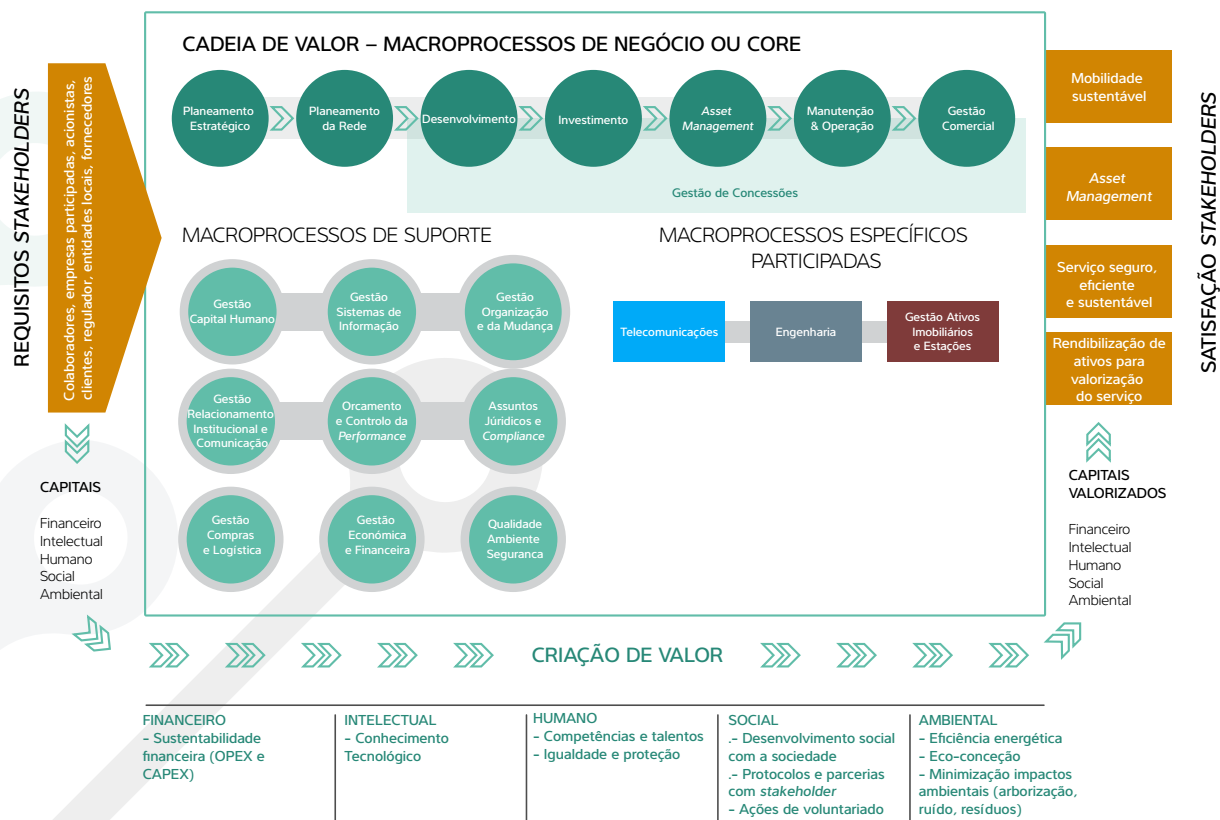 CADEIA DE VALOR – MACROPROCESSOS DE NEGÓCIO OU CORE
REQUISITOS STAKEHOLDERS
Colaboradores, empresas participadas, acionistas,
clientes, regulador, entidades locais, fornecedores
Planeamento
Estratégico
Planeamento
da Rede
Desenvolvimento
Investimento
Asset
Management
Manutenção
& Operação
Gestão
Comercial
Gestão de Concessões
MACROPROCESSOS DE SUPORTE
Gestão
Capital Humano
Gestão
Sistemas de
Informação
Gestão
Organização
e da Mudança
Gestão
Relacionamento
Institucional e
Comunicação
Orcamento
e Controlo da
Performance
Assuntos
Júridicos e
Compliance
Gestão
Compras
e Logística
Gestão
Económica
e Financeira
Qualidade
Ambiente
Seguranca
MACROPROCESSOS ESPECÍFICOS
PARTICIPADAS
Telecomunicações
Engenharia
Gestão Ativos
Imobiliários
e Estações
Mobilidade
sustentável
Asset
Management
Serviço seguro,
eficiente
e sustentável
Rendibilização de
ativos para
valorização
do serviço
SATISFAÇÃO STAKEHOLDERS
CAPITAIS
Financeiro
Intelectual
Humano
Social
Ambiental
CAPITAIS
VALORIZADOS
Financeiro
Intelectual
Humano
Social
Ambiental
CRIAÇÃO DE VALOR
FINANCEIRO
– Sustentabilidade
financeira (OPEX e
CAPEX)
INTELECTUAL
– Conhecimento
Tecnológico
HUMANO
– Competências e talentos
– Igualdade e proteção
SOCIAL
.– Desenvolvimento social
com a sociedade
.– Protocolos e parcerias
com stakeholder
– Ações de voluntariado
AMBIENTAL
– Eficiência energética
– Eco-conceção
– Minimização impactos
ambientais (arborização,
ruído, resíduos)